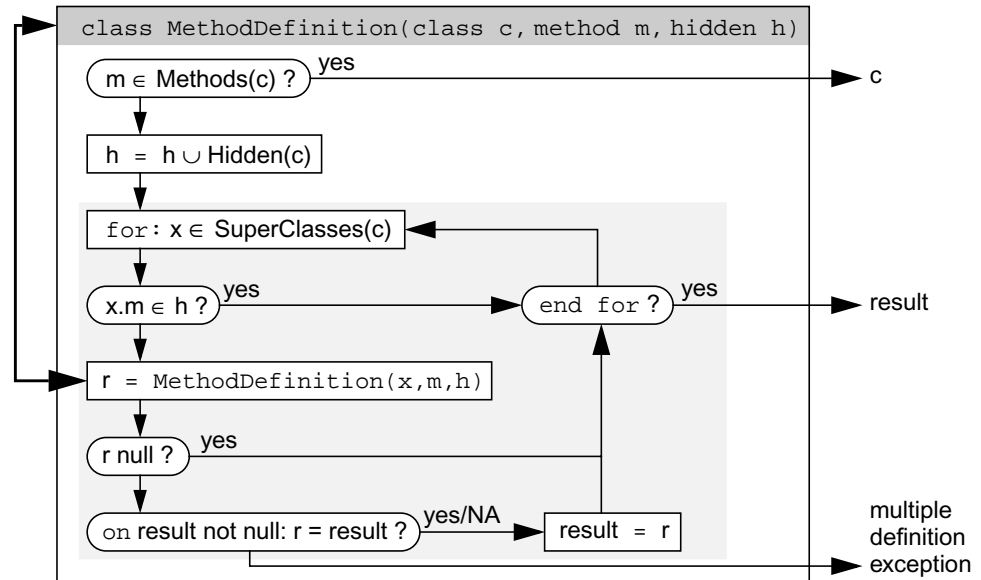 class MethodDefinition(class c, method m, hidden h)
m ∈ Methods(c) ?
yes
c
h = h ∪ Hidden(c)
for: x ∈ SuperClasses(c)
x.m ∈ h ?
yes
end for ?
yes
result
r = MethodDefinition(x,m,h)
r null ?
yes
on result not null: r = result ?
yes/NA
result = r
multiple
definition
exception